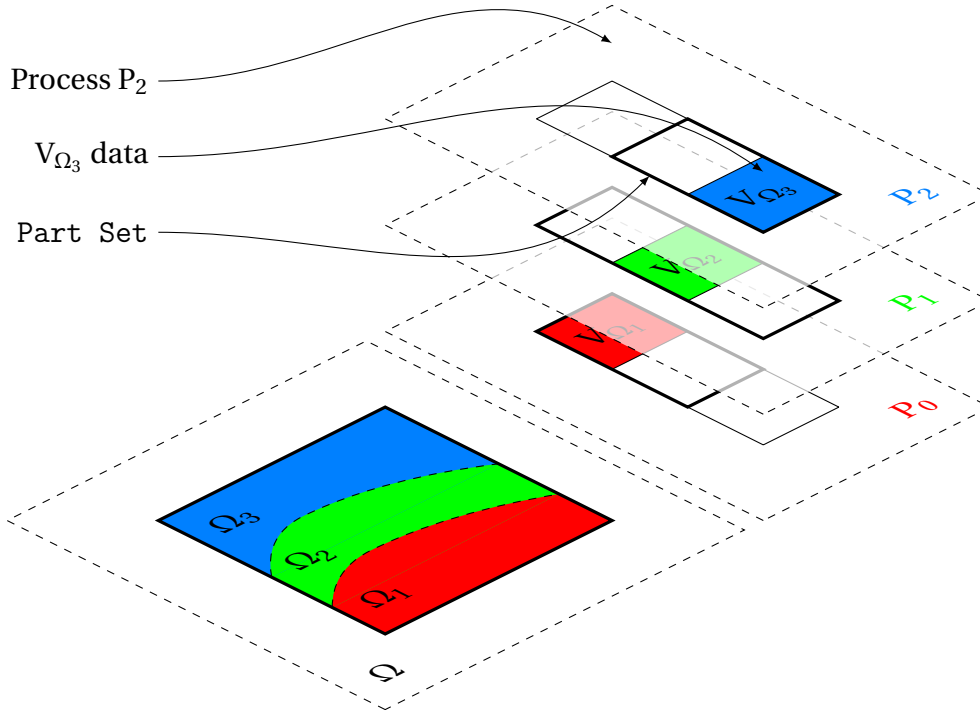 Process P₂
V_Ω₃ data
Part Set
V_Ω₃
P₂
V_Ω₂
P₁
V_Ω₁
P₀
Ω₃
Ω₂
Ω₁
Ω